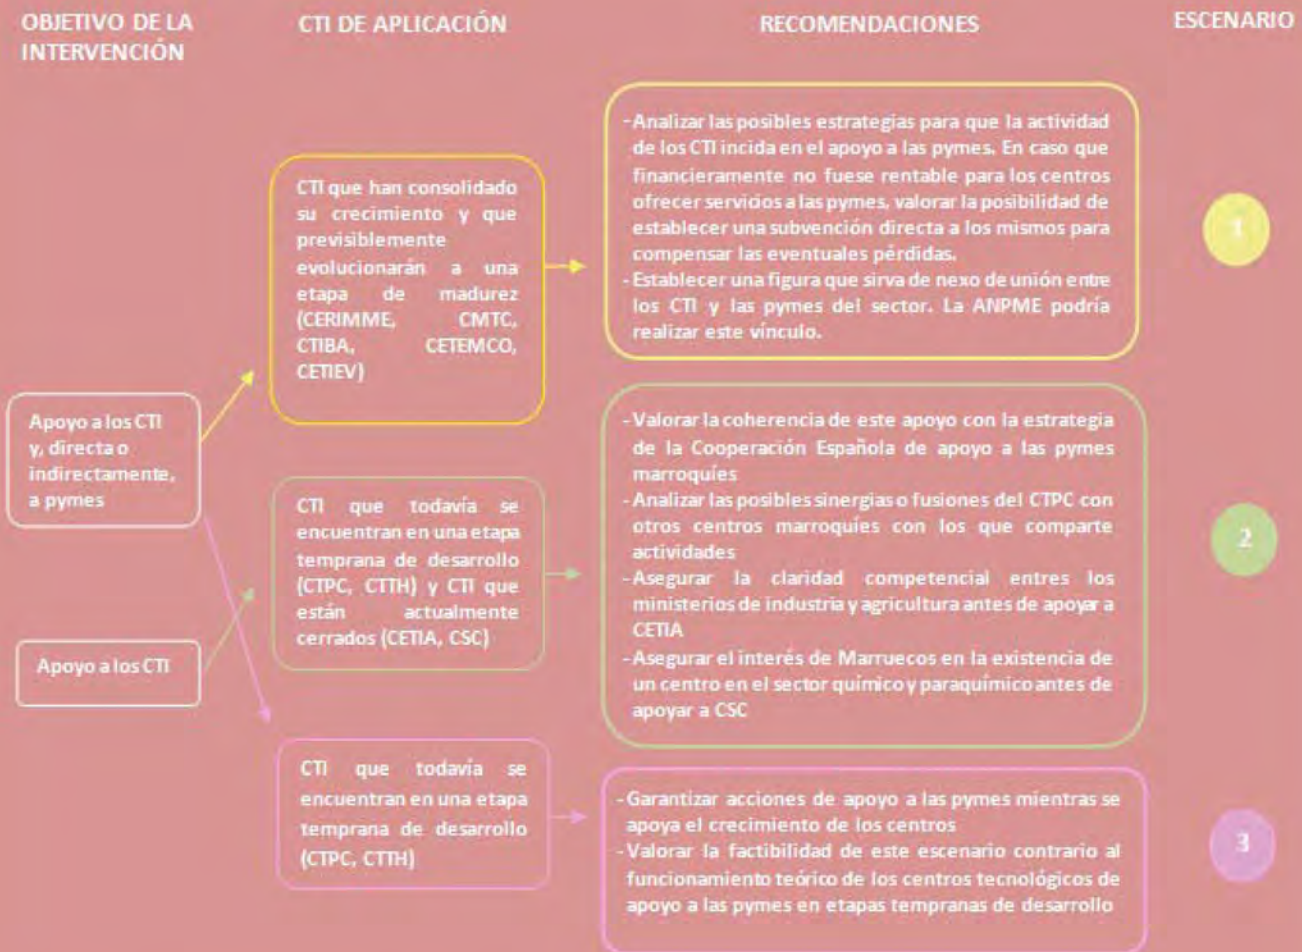 OBJETIVO DE LA
INTERVENCIÓN
CTI DE APLICACIÓN
RECOMENDACIONES
ESCENARIO
Apoyo a los CTI
y, directa o
indirectamente,
a pymes
Apoyo a los CTI
CTI que han consolidado
su crecimiento y que
previsiblemente
evolucionarán a una
etapa de madurez
(CERIMME, CMTC,
CTIBA, CETEMCO,
CETIEV)
-Analizar las posibles estrategias para que la actividad
de los CTI incida en el apoyo a las pymes. En caso que
financieramente no fuese rentable para los centros
ofrecer servicios a las pymes, valorar la posibilidad de
establecer una subvención directa a los mismos para
compensar las eventuales pérdidas.
-Establecer una figura que sirva de nexo de unión entre
los CTI y las pymes del sector. La ANPME podría
realizar este vínculo.
1
CTI que todavía se
encuentran en una etapa
temprana de desarrollo
(CTPC, CTTH) y CTI que
están actualmente
cerrados (CETIA, CSC)
-Valorar la coherencia de este apoyo con la estrategia
de la Cooperación Española de apoyo a las pymes
marroquíes
-Analizar las posibles sinergias o fusiones del CTPC con
otros centros marroquíes con los que comparte
actividades
-Asegurar la claridad competencial entres los
ministerios de industria y agricultura antes de apoyar a
CETIA
-Asegurar el interés de Marruecos en la existencia de
un centro en el sector químico y paraquímico antes de
apoyar a CSC
2
CTI que todavía se
encuentran en una etapa
temprana de desarrollo
(CTPC, CTTH)
-Garantizar acciones de apoyo a las pymes mientras se
apoya el crecimiento de los centros
-Valorar la factibilidad de este escenario contrario al
funcionamiento teórico de los centros tecnológicos de
apoyo a las pymes en etapas tempranas de desarrollo
3